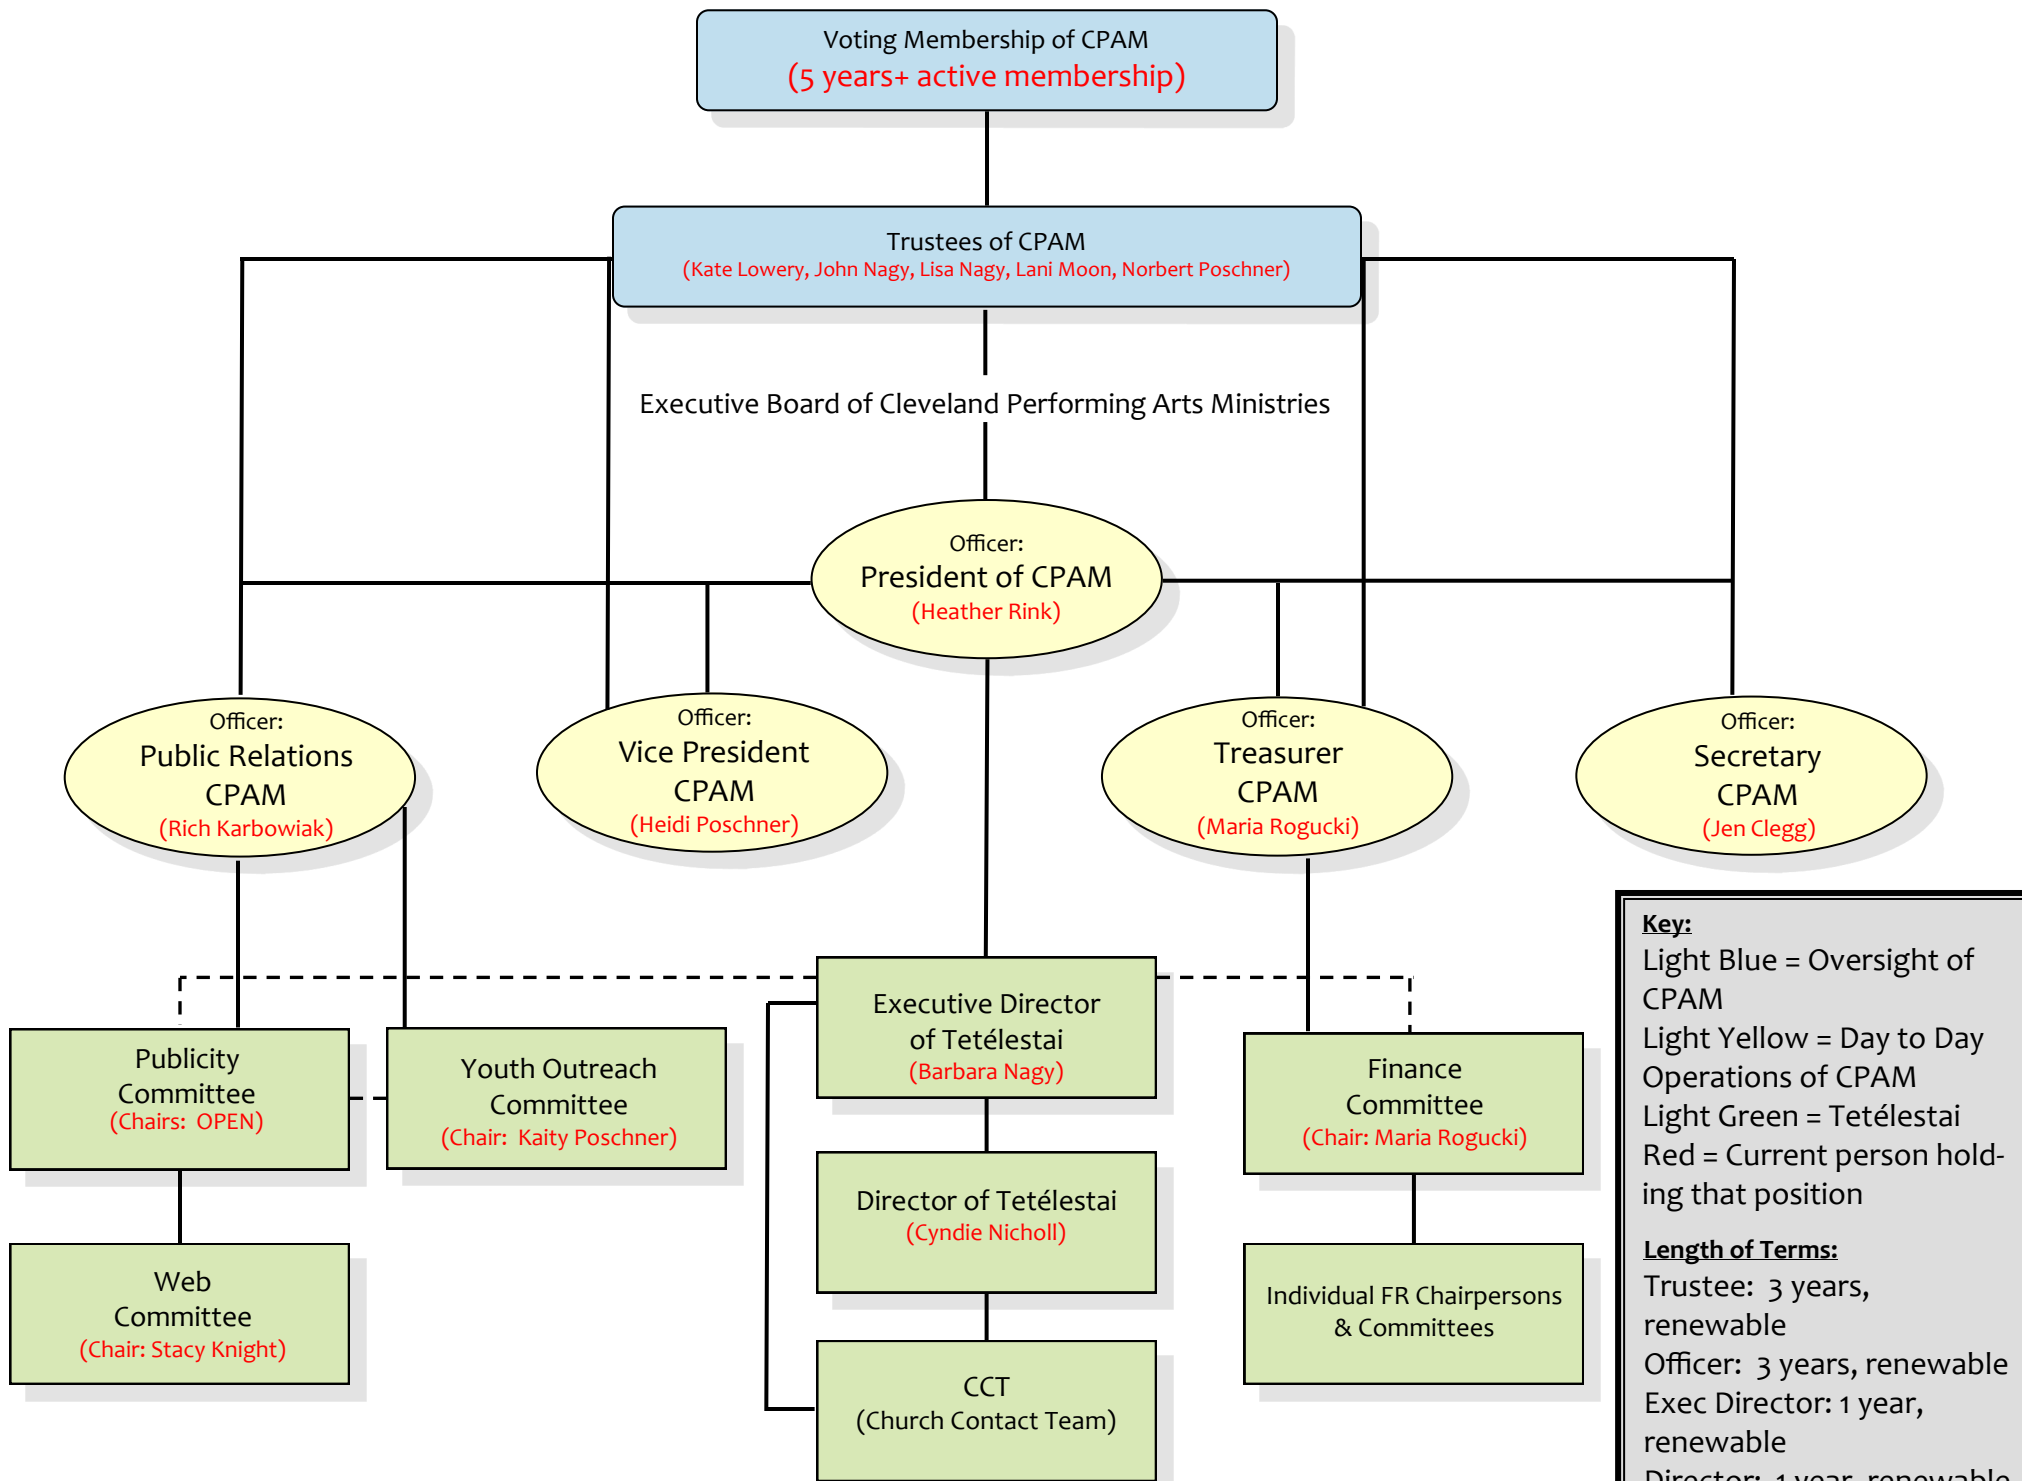 Voting Membership of CPAM
(5 years+ active membership)
Trustees of CPAM
(Kate Lowery, John Nagy, Lisa Nagy, Lani Moon, Norbert Poschner)
Executive Board of Cleveland Performing Arts Ministries
Officer:
President of CPAM
(Heather Rink)
Officer:
Public Relations
CPAM
(Rich Karbowiak)
Officer:
Vice President
CPAM
(Heidi Poschner)
Officer:
Treasurer
CPAM
(Maria Rogucki)
Officer:
Secretary
CPAM
(Jen Clegg)
Publicity
Committee
(Chairs:  OPEN)
Youth Outreach
Committee
(Chair:  Kaity Poschner)
Executive Director
of Tetélestai
(Barbara Nagy)
Finance
Committee
(Chair: Maria Rogucki)
Director of Tetélestai
(Cyndie Nicholl)
Web
Committee
(Chair: Stacy Knight)
Individual FR Chairpersons
& Committees
CCT
(Church Contact Team)
Key:
Light Blue = Oversight of
CPAM
Light Yellow = Day to Day
Operations of CPAM
Light Green = Tetélestai
Red = Current person hold-
ing that position
Length of Terms:
Trustee:  3 years,
renewable
Officer:  3 years, renewable
Exec Director: 1 year,
renewable
Director:  1 year, renewable